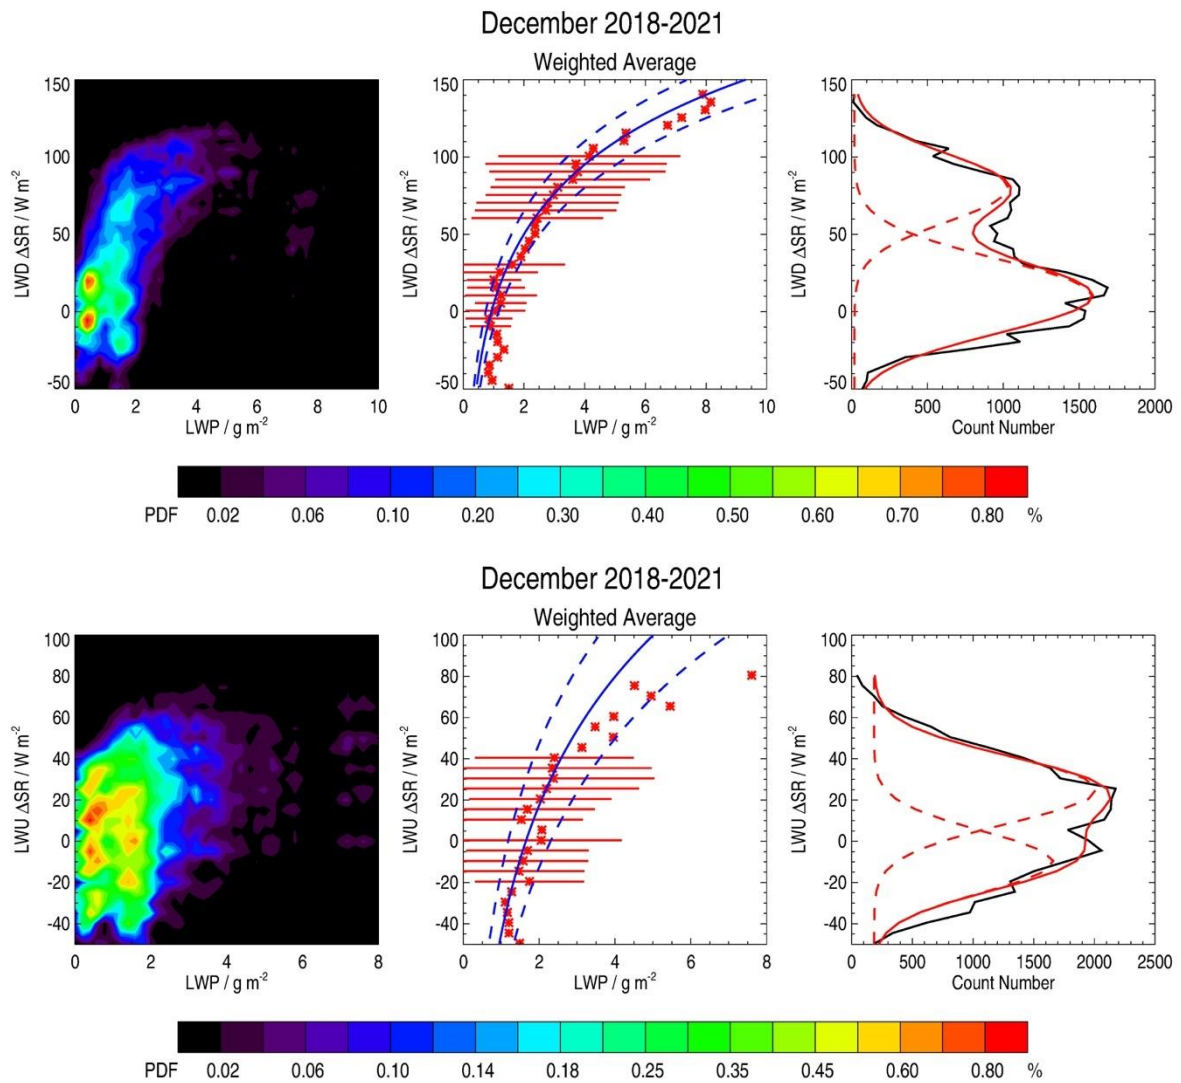 December 2018-2021
Weighted Average
150
100
50
0
-50
LWD ΔSR / W m-2
0 2 4 6 8 10
LWP / g m-2
150
100
50
0
-50
LWD ΔSR / W m-2
0 2 4 6 8 10
LWP / g m-2
150
100
50
0
-50
LWD ΔSR / W m-2
0 500 1000 1500 2000
Count Number
PDF 0.02 0.06 0.10 0.20 0.30 0.40 0.50 0.60 0.70 0.80 %
December 2018-2021
Weighted Average
100
80
60
40
20
0
-20
-40
LWU ΔSR / W m-2
0 2 4 6 8
LWP / g m-2
100
80
60
40
20
0
-20
-40
LWU ΔSR / W m-2
0 2 4 6 8
LWP / g m-2
100
80
60
40
20
0
-20
-40
LWU ΔSR / W m-2
0 500 1000 1500 2000 2500
Count Number
PDF 0.02 0.06 0.10 0.14 0.18 0.25 0.35 0.45 0.60 0.80 %